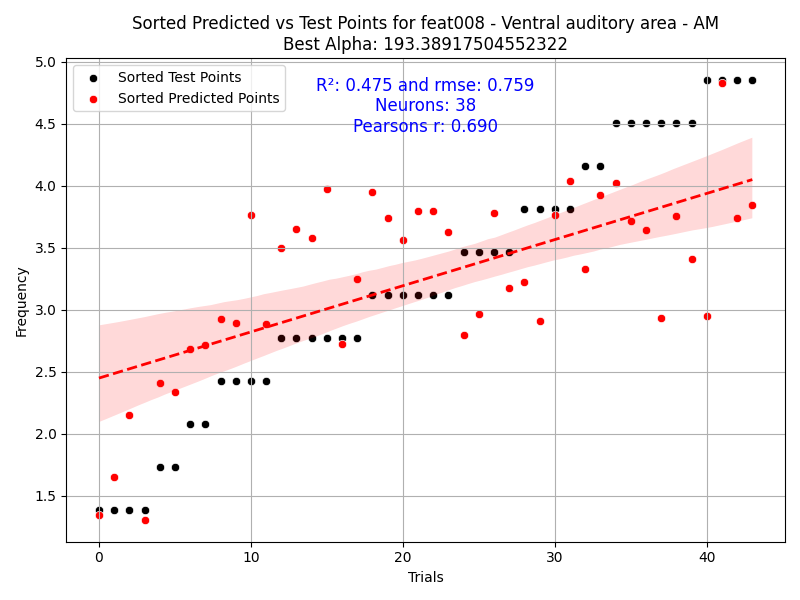 Sorted Predicted vs Test Points for feat008 - Ventral auditory area - AM
Best Alpha: 193.38917504552322
Sorted Test Points
Sorted Predicted Points
R²: 0.475 and rmse: 0.759
Neurons: 38
Pearsons r: 0.690
Frequency
5.0
4.5
4.0
3.5
3.0
2.5
2.0
1.5
0 10 20 30 40
Trials